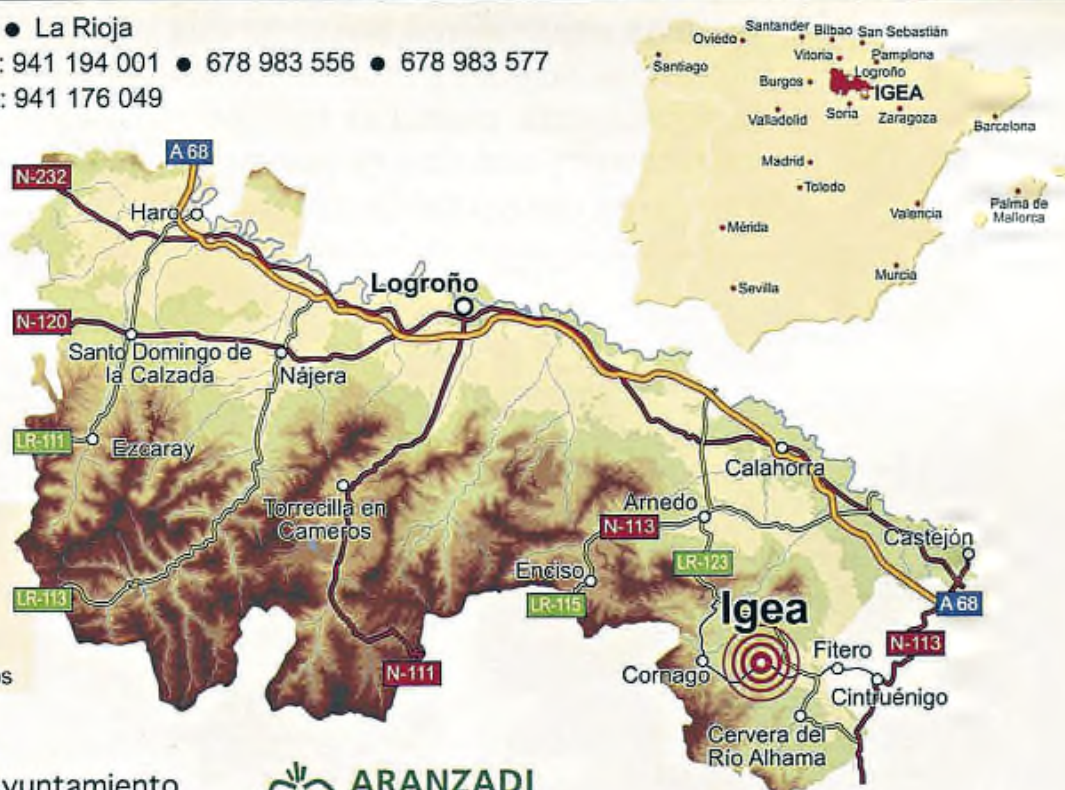 ● La Rioja
: 941 194 001 ● 678 983 556 ● 678 983 577
: 941 176 049
Santander
Bilbao
San Sebastián
Oviedo
Vitoria
Pamplona
Santiago
Logroño
Burgos
IGEA
Valladolid
Soria
Zaragoza
Barcelona
Madrid
Toledo
Palma de
Mallorca
Valencia
Mérida
Murcia
Sevilla
A 68
N-232
Haro
Logroño
N-120
Santo Domingo de
la Calzada
Nájera
LR-111
Ezcaray
Calahorra
Torrecilla en
Cameros
Arnedo
N-113
Castejón
LR-123
Enciso
LR-113
LR-115
Igea
A 68
N-113
Fitero
N-111
Cornago
Cintruénigo
Cervera del
Río Alhama
yuntamiento
ARANZADI